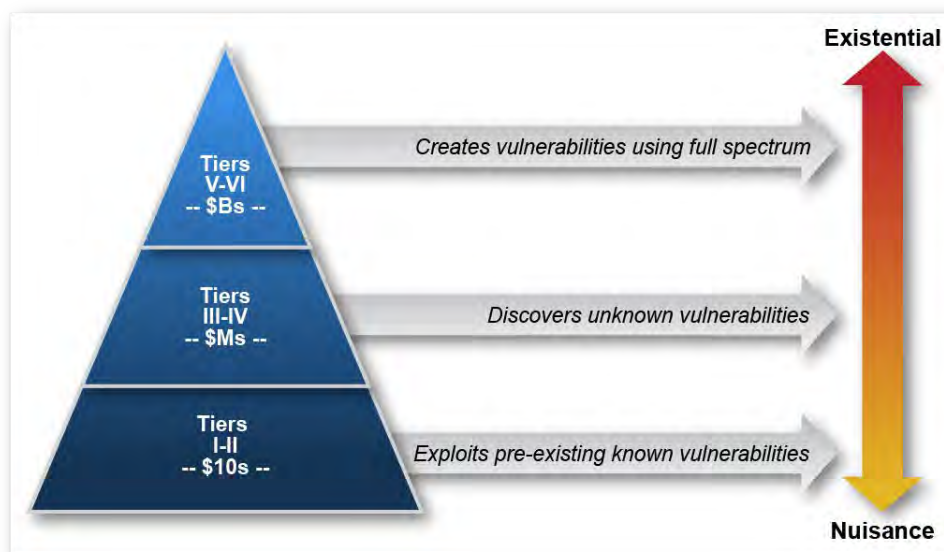 Existential
Creates vulnerabilities using full spectrum
Tiers
V-VI
-- $Bs --
Tiers
III-IV
-- $Ms --
Discovers unknown vulnerabilities
Tiers
I-II
-- $10s --
Exploits pre-existing known vulnerabilities
Nuisance